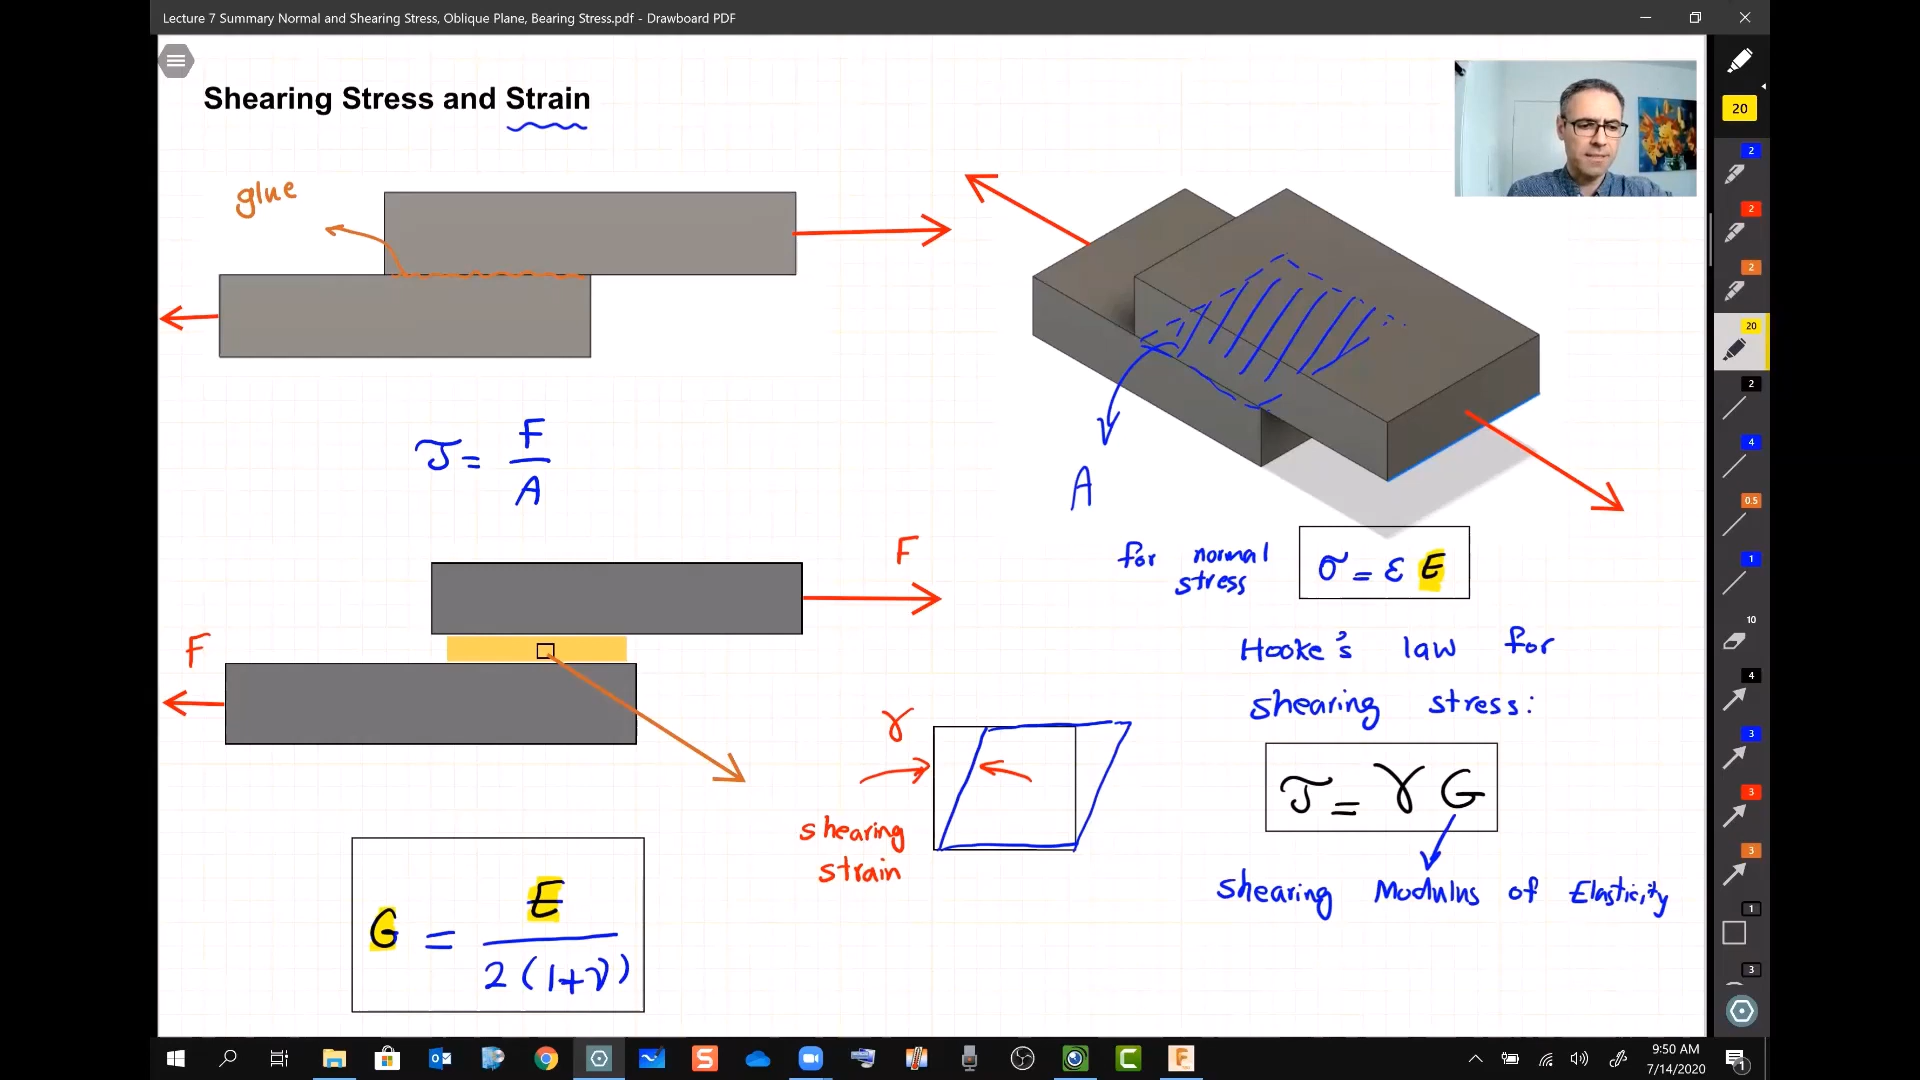 Lecture 7 Summary Normal and Shearing Stress, Oblique Plane, Bearing Stress.pdf - Drawboard PDF
Shearing Stress and Strain
glue
τ = F/A
A
F
F
for normal stress
σ = ε E
Hooke's law for
shearing stress:
γ
τ = γ G
shearing
strain
shearing Modulus of Elasticity
G = E / 2(1+ν)
20
2
2
2
20
2
4
0.5
1
10
4
3
3
3
1
3
9:50 AM
7/14/2020
1